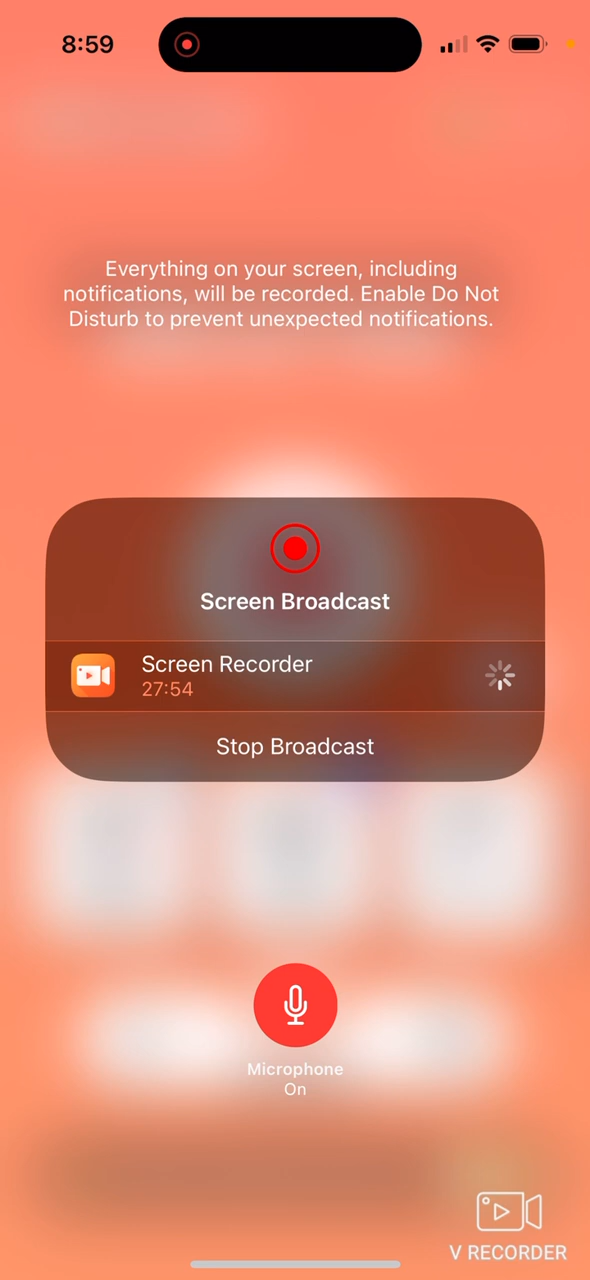 8:59
Everything on your screen, including
notifications, will be recorded. Enable Do Not
Disturb to prevent unexpected notifications.
Screen Broadcast
Screen Recorder
27:54
Stop Broadcast
Microphone
On
V RECORDER